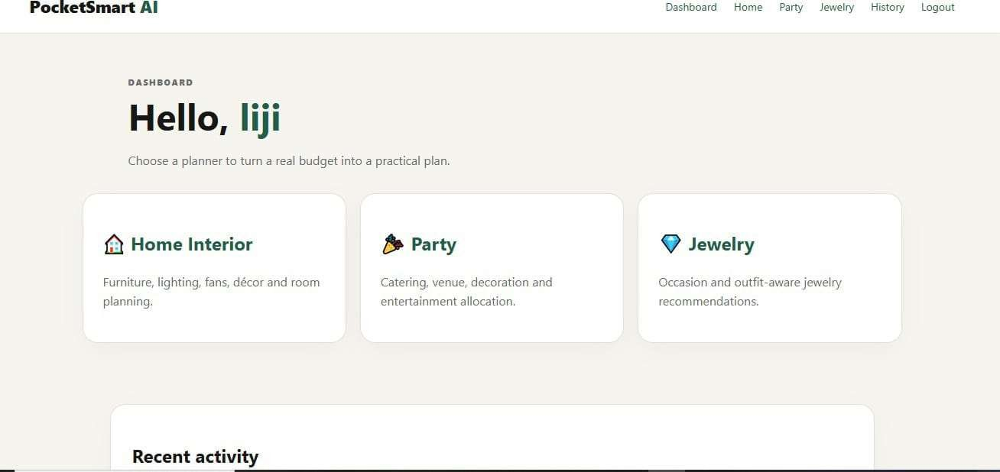 PocketSmart AI
Dashboard Home Party Jewelry History Logout
DASHBOARD
Hello, liji
Choose a planner to turn a real budget into a practical plan.
Home Interior
Furniture, lighting, fans, décor and room
planning.
Party
Catering, venue, decoration and
entertainment allocation.
Jewelry
Occasion and outfit-aware jewelry
recommendations.
Recent activity